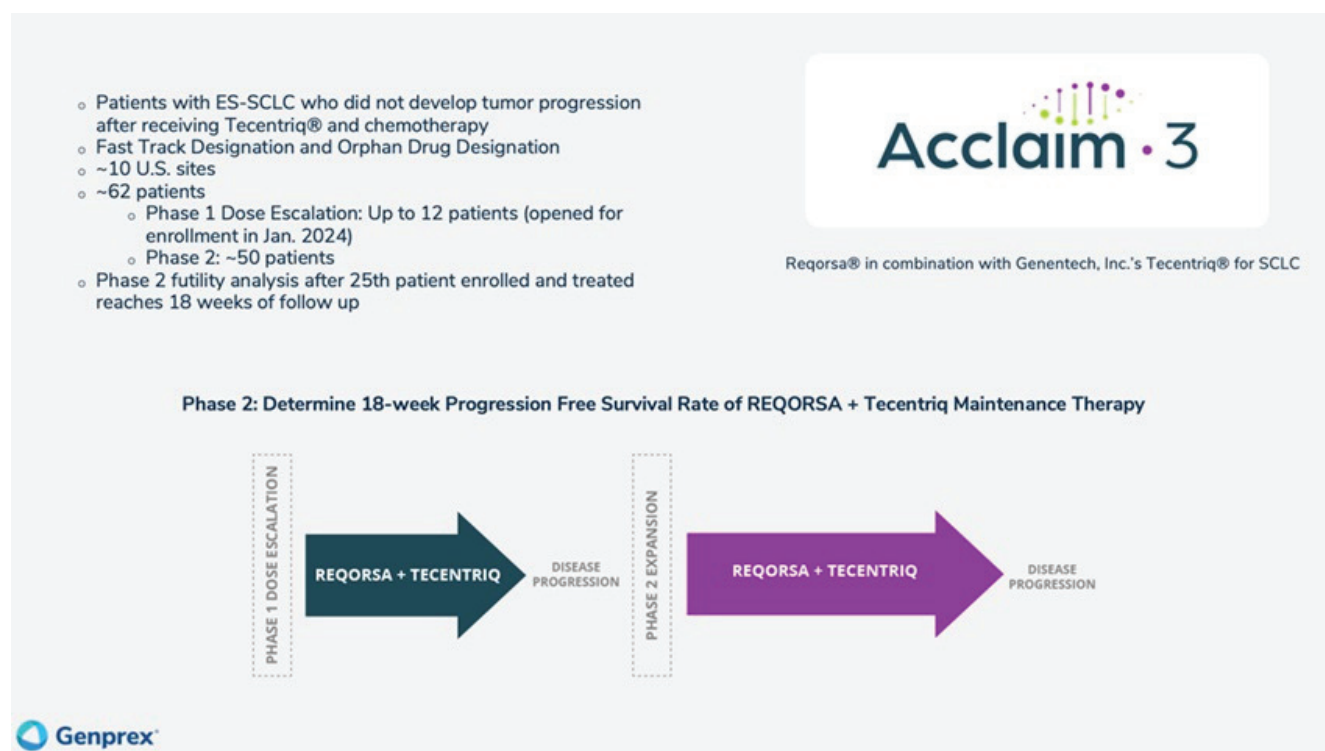 ○ Patients with ES-SCLC who did not develop tumor progression
after receiving Tecentriq® and chemotherapy
○ Fast Track Designation and Orphan Drug Designation
○ ~10 U.S. sites
○ ~62 patients
○ Phase 1 Dose Escalation: Up to 12 patients (opened for
enrollment in Jan. 2024)
○ Phase 2: ~50 patients
○ Phase 2 futility analysis after 25th patient enrolled and treated
reaches 18 weeks of follow up
Acclaim • 3
Reqorsa® in combination with Genentech, Inc.'s Tecentriq® for SCLC
Phase 2: Determine 18-week Progression Free Survival Rate of REQORSA + Tecentriq Maintenance Therapy
PHASE 1 DOSE ESCALATION
REQORSA + TECENTRIQ
DISEASE
PROGRESSION
PHASE 2 EXPANSION
REQORSA + TECENTRIQ
DISEASE
PROGRESSION
Genprex